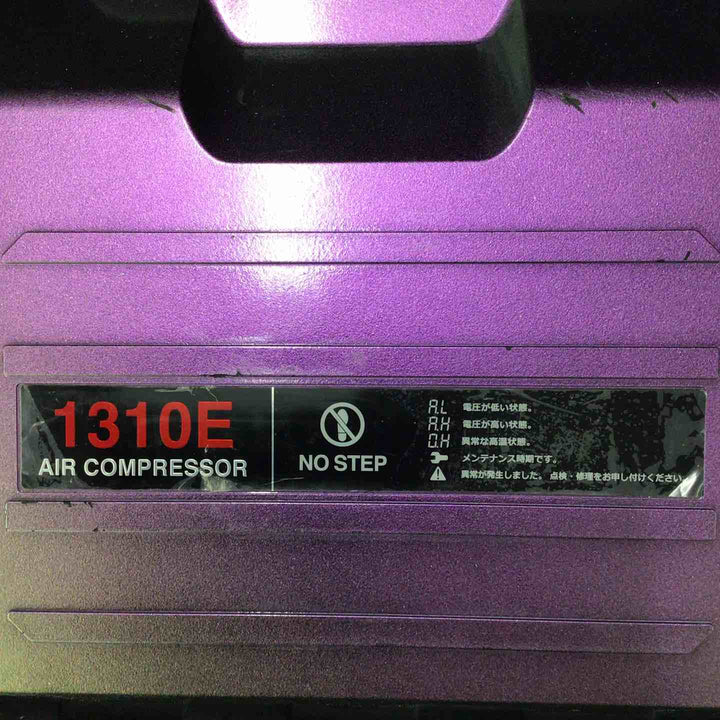 1310E
AIR COMPRESSOR
NO STEP
A.L 電圧が低い状態。
A.H 電圧が高い状態。
O.H 異常な高温状態。
メンテナンス時期です。
異常が発生しました。点検・修理をお申し付けください。